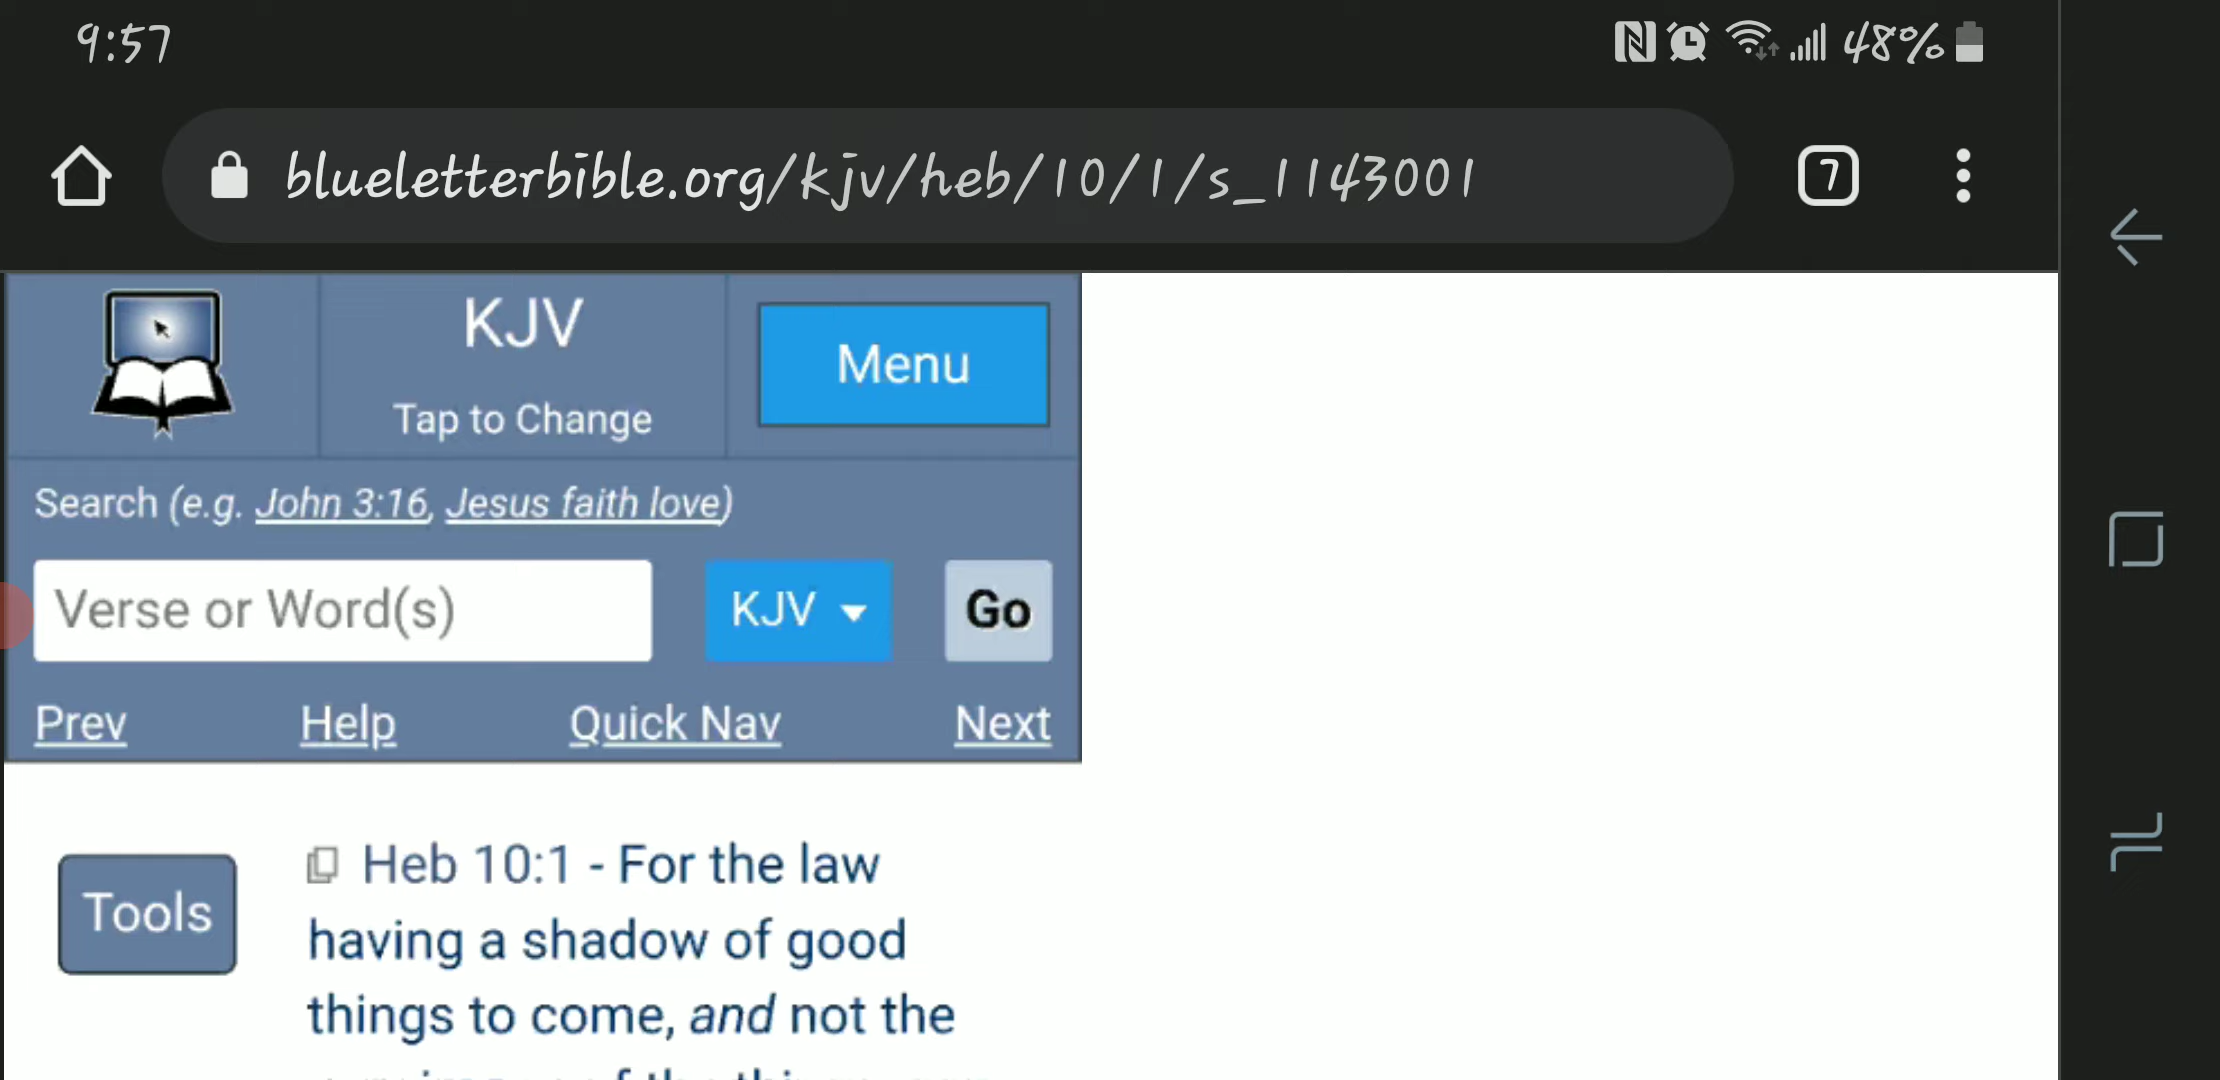 9:57 48%
blueletterbible.org/kjv/heb/10/1/s_1143001 7
KJV
Tap to Change
Menu
Search (e.g. John 3:16, Jesus faith love)
Verse or Word(s) KJV Go
Prev Help Quick Nav Next
Tools
Heb 10:1 - For the law
having a shadow of good
things to come, and not the